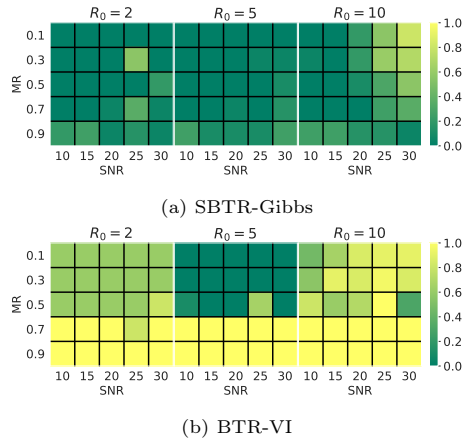 R₀ = 2 R₀ = 5 R₀ = 10
1.0
0.1
0.8
0.3
0.6
MR
0.5
0.4
0.7
0.2
0.9
0.0
10 15 20 25 30 10 15 20 25 30 10 15 20 25 30
SNR SNR SNR
(a) SBTR-Gibbs
R₀ = 2 R₀ = 5 R₀ = 10
1.0
0.1
0.8
0.3
0.6
MR
0.5
0.4
0.7
0.2
0.9
0.0
10 15 20 25 30 10 15 20 25 30 10 15 20 25 30
SNR SNR SNR
(b) BTR-VI